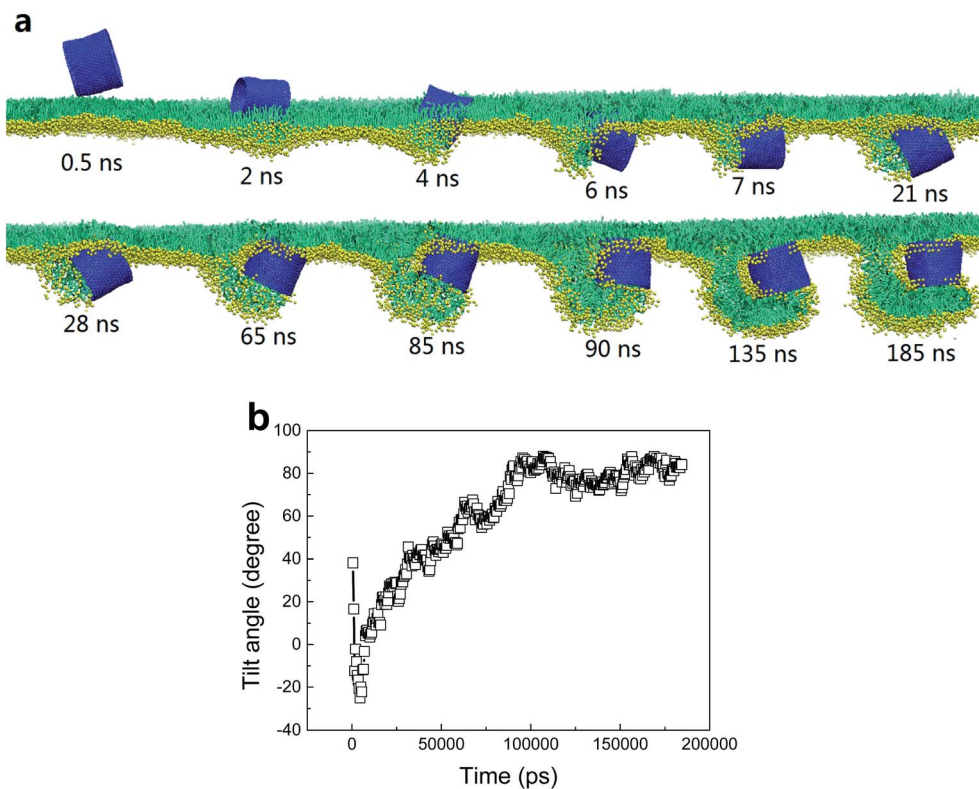 a
0.5 ns
2 ns
4 ns
6 ns
7 ns
21 ns
28 ns
65 ns
85 ns
90 ns
135 ns
185 ns
b
100
80
60
40
20
0
-20
-40
Tilt angle (degree)
0
50000
100000
150000
200000
Time (ps)